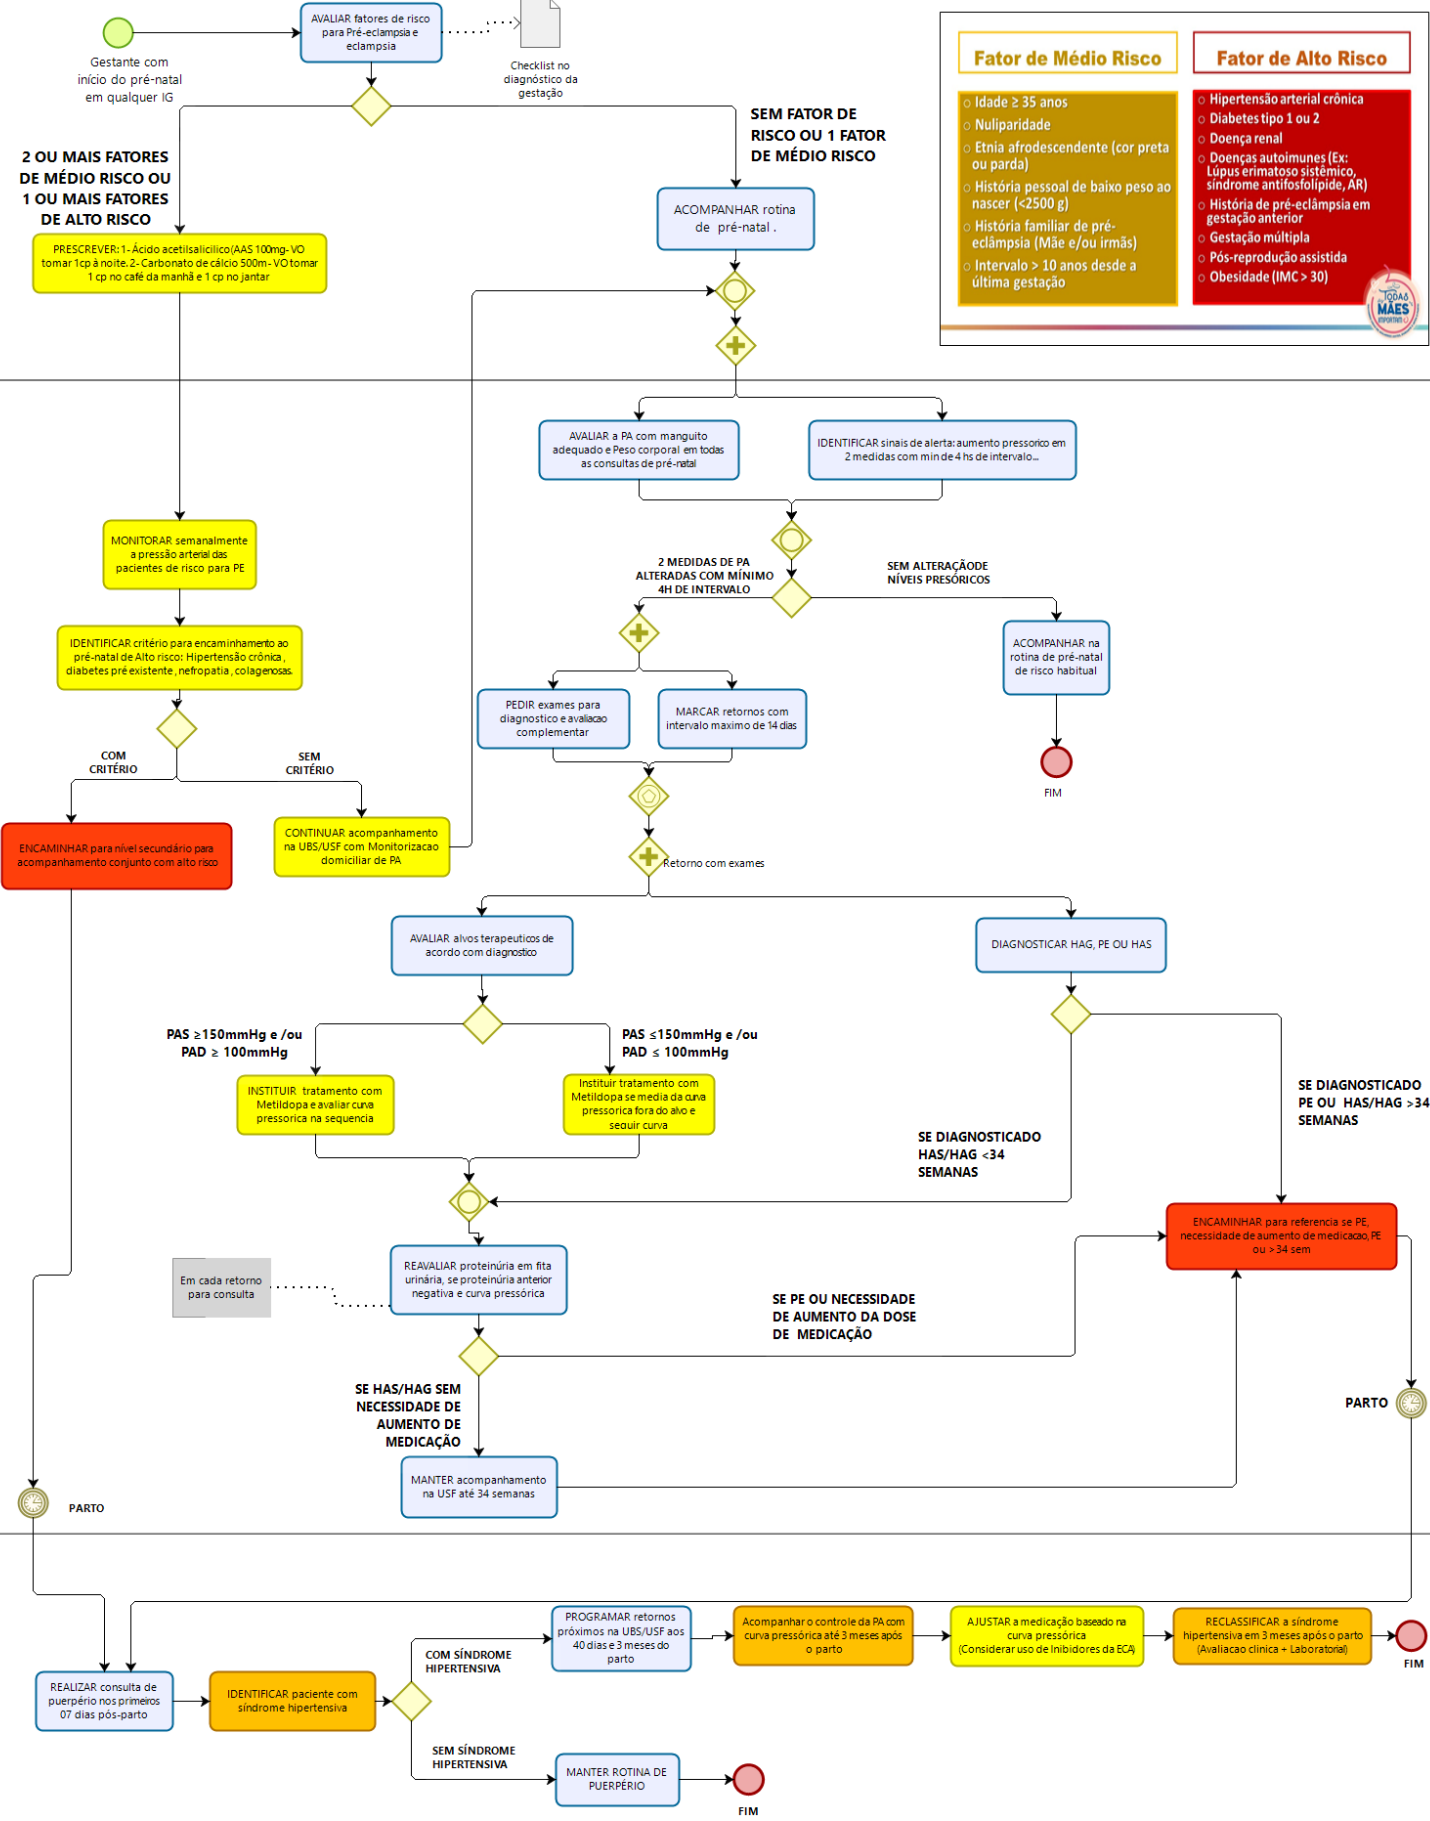 AVALIAR fatores de risco
para Pré-eclampsia e
eclampsia
Gestante com
início do pré-natal
em qualquer IG
Checklist no
diagnóstico da
gestação
Fator de Médio Risco
○ Idade ≥ 35 anos
○ Nuliparidade
○ Etnia afrodescendente (cor preta
ou parda)
○ História pessoal de baixo peso ao
nascer (<2500 g)
○ História familiar de pré-
eclâmpsia (Mãe e/ou irmãs)
○ Intervalo > 10 anos desde a
última gestação
Fator de Alto Risco
○ Hipertensão arterial crônica
○ Diabetes tipo 1 ou 2
○ Doença renal
○ Doenças autoimunes (Ex:
Lúpus erimatoso sistêmico,
síndrome antifosfolípide, AR)
○ História de pré-eclâmpsia em
gestação anterior
○ Gestação múltipla
○ Pós-reprodução assistida
○ Obesidade (IMC > 30)
TODAS
MÃES
IMPORTAM
2 OU MAIS FATORES
DE MÉDIO RISCO OU
1 OU MAIS FATORES
DE ALTO RISCO
SEM FATOR DE
RISCO OU 1 FATOR
DE MÉDIO RISCO
PRESCREVER: 1- Ácido acetilsalicilico(AAS 100mg- VO
tomar 1cp à noite. 2- Carbonato de cálcio 500m- VO tomar
1 cp no café da manhã e 1 cp no jantar
ACOMPANHAR rotina
de pré-natal .
AVALIAR a PA com manguito
adequado e Peso corporal em todas
as consultas de pré-natal
IDENTIFICAR sinais de alerta: aumento pressorico em
2 medidas com min de 4 hs de intervalo...
MONITORAR semanalmente
a pressão arterial das
pacientes de risco para PE
2 MEDIDAS DE PA
ALTERADAS COM MÍNIMO
4H DE INTERVALO
SEM ALTERAÇÃODE
NÍVEIS PRESÓRICOS
IDENTIFICAR critério para encaminhamento ao
pré-natal de Alto risco: Hipertensão crônica ,
diabetes pré existente , nefropatia , colagenosas.
ACOMPANHAR na
rotina de pré-natal
de risco habitual
PEDIR exames para
diagnostico e avaliacao
complementar
MARCAR retornos com
intervalo maximo de 14 dias
COM
CRITÉRIO
SEM
CRITÉRIO
FIM
ENCAMINHAR para nível secundário para
acompanhamento conjunto com alto risco
CONTINUAR acompanhamento
na UBS/USF com Monitorizacao
domiciliar de PA
Retorno com exames
AVALIAR alvos terapeuticos de
acordo com diagnostico
DIAGNOSTICAR HAG, PE OU HAS
PAS ≥150mmHg e /ou
PAD ≥ 100mmHg
PAS ≤150mmHg e /ou
PAD ≤ 100mmHg
INSTITUIR tratamento com
Metildopa e avaliar curva
pressorica na sequencia
Instituir tratamento com
Metildopa se media da curva
pressorica fora do alvo e
seguir curva
SE DIAGNOSTICADO
PE OU HAS/HAG >34
SEMANAS
SE DIAGNOSTICADO
HAS/HAG <34
SEMANAS
ENCAMINHAR para referencia se PE,
necessidade de aumento de medicacao, PE
ou > 34 sem
REAVALIAR proteinúria em fita
urinária, se proteinúria anterior
negativa e curva pressórica
Em cada retorno
para consulta
SE PE OU NECESSIDADE
DE AUMENTO DA DOSE
DE MEDICAÇÃO
SE HAS/HAG SEM
NECESSIDADE DE
AUMENTO DE
MEDICAÇÃO
PARTO
MANTER acompanhamento
na USF até 34 semanas
PARTO
PROGRAMAR retornos
próximos na UBS/USF aos
40 dias e 3 meses do
parto
Acompanhar o controle da PA com
curva pressórica até 3 meses após
o parto
AJUSTAR a medicação baseado na
curva pressórica
(Considerar uso de Inibidores da ECA)
RECLASSIFICAR a síndrome
hipertensiva em 3 meses após o parto
(Avaliacao clinica + Laboratorial)
FIM
COM SÍNDROME
HIPERTENSIVA
REALIZAR consulta de
puerpério nos primeiros
07 dias pós-parto
IDENTIFICAR paciente com
síndrome hipertensiva
SEM SÍNDROME
HIPERTENSIVA
MANTER ROTINA DE
PUERPÉRIO
FIM